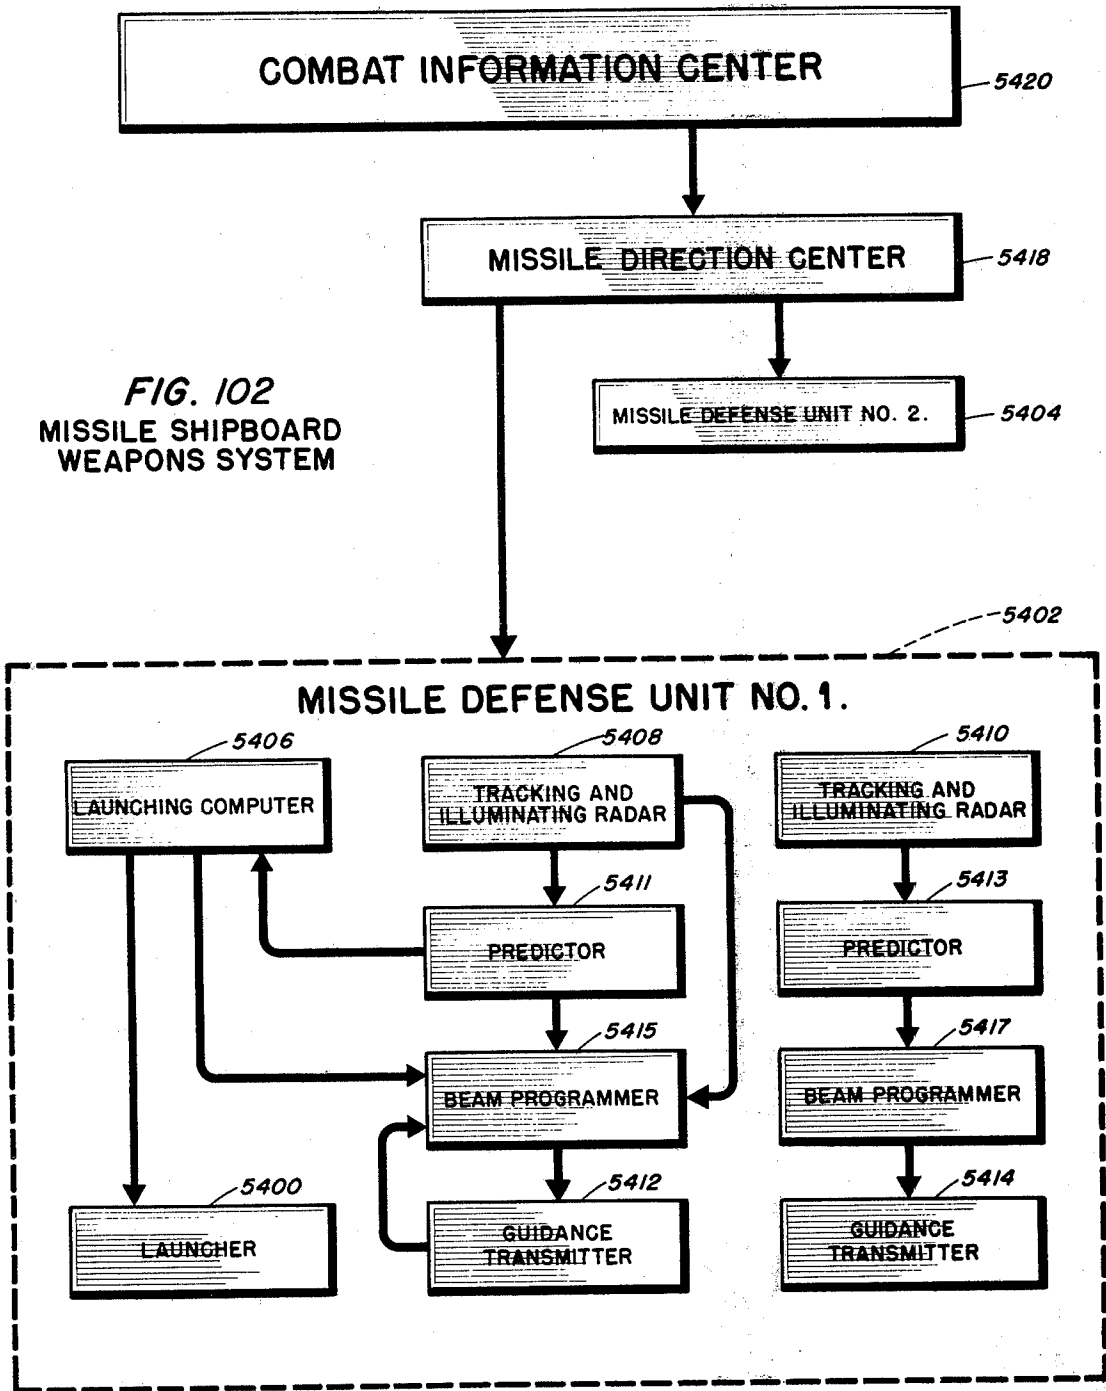 COMBAT INFORMATION CENTER
5420
MISSILE DIRECTION CENTER
5418
FIG. 102
MISSILE SHIPBOARD
WEAPONS SYSTEM
MISSILE DEFENSE UNIT NO. 2.
5404
5402
MISSILE DEFENSE UNIT NO. 1.
5406
LAUNCHING COMPUTER
5408
TRACKING AND
ILLUMINATING RADAR
5410
TRACKING AND
ILLUMINATING RADAR
5411
PREDICTOR
5413
PREDICTOR
5415
BEAM PROGRAMMER
5417
BEAM PROGRAMMER
5400
LAUNCHER
5412
GUIDANCE
TRANSMITTER
5414
GUIDANCE
TRANSMITTER